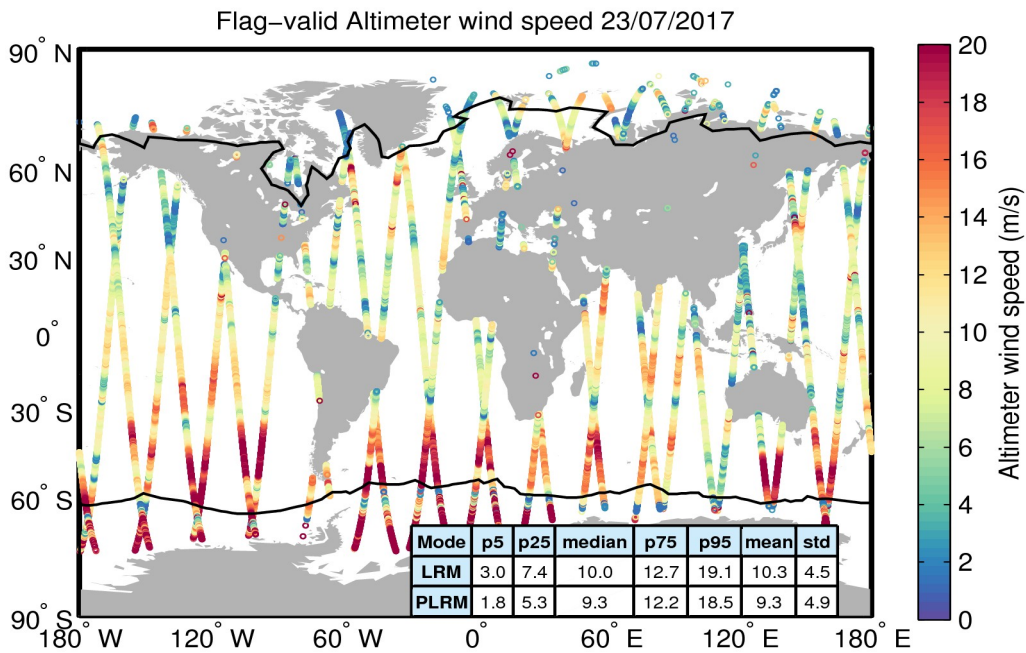 Flag−valid Altimeter wind speed 23/07/2017
90° N
60° N
30° N
0°
30° S
60° S
90° S
180° W
120° W
60° W
0°
60° E
120° E
180° E
Mode p5 p25 median p75 p95 mean std
LRM 3.0 7.4 10.0 12.7 19.1 10.3 4.5
PLRM 1.8 5.3 9.3 12.2 18.5 9.3 4.9
20
18
16
14
12
10
8
6
4
2
0
Altimeter wind speed (m/s)